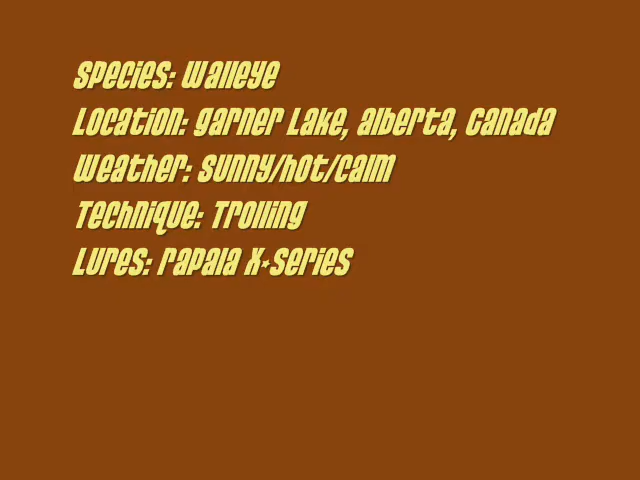 Species: Walleye
Location: Garner Lake, Alberta, Canada
Weather: Sunny/Hot/Calm
Technique: Trolling
Lures: Rapala X*Series